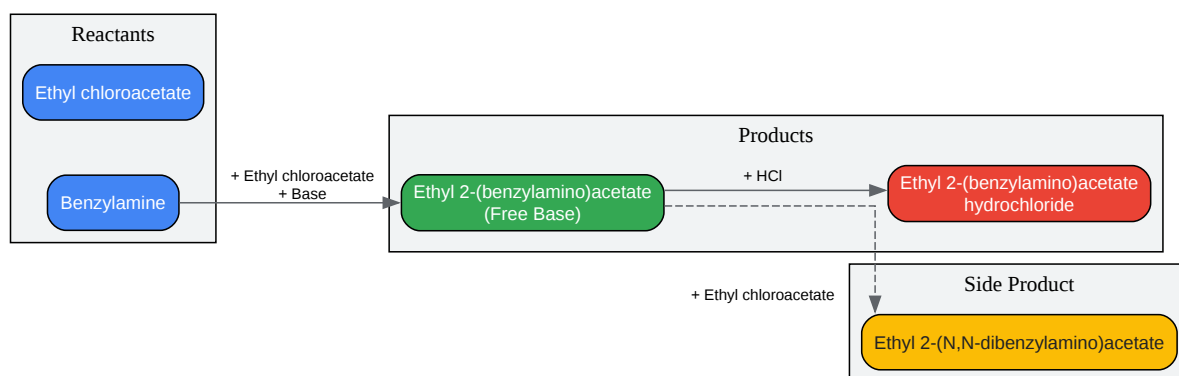 Reactants
Ethyl chloroacetate
Benzylamine
+ Ethyl chloroacetate
+ Base
Products
Ethyl 2-(benzylamino)acetate
(Free Base)
+ HCl
Ethyl 2-(benzylamino)acetate
hydrochloride
+ Ethyl chloroacetate
Side Product
Ethyl 2-(N,N-dibenzylamino)acetate